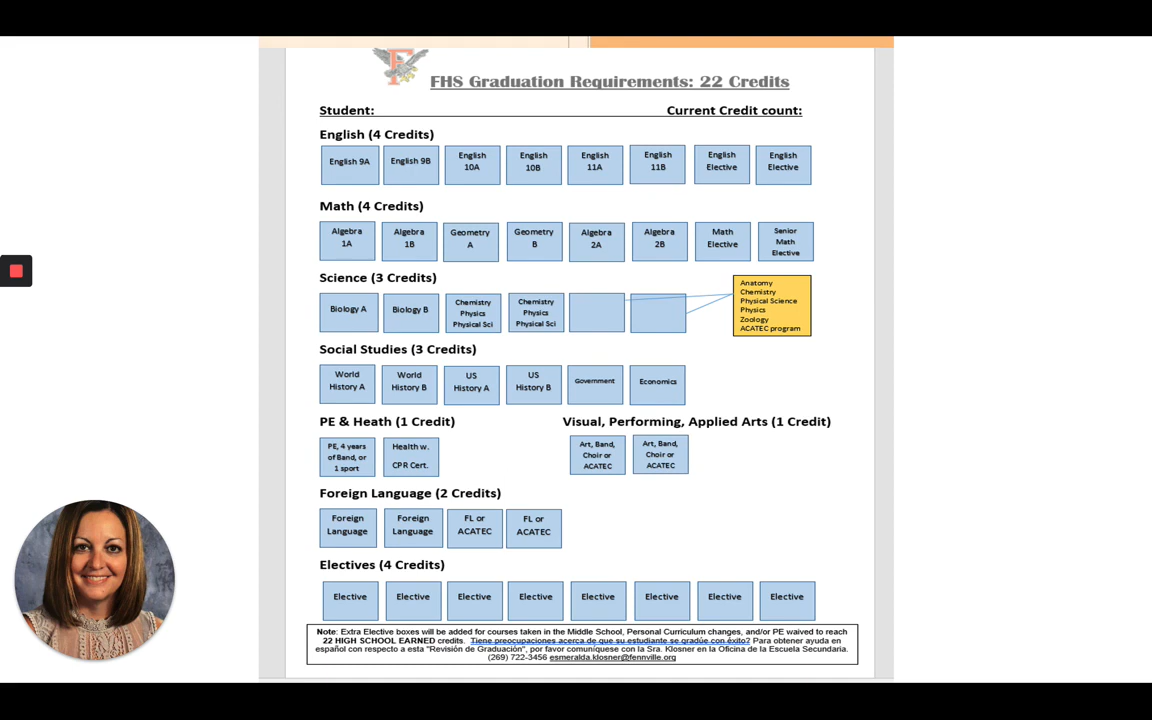 F
FHS Graduation Requirements: 22 Credits
Student: Current Credit count:
English (4 Credits)
English 9A English 9B English 10A English 10B English 11A English 11B English Elective English Elective
Math (4 Credits)
Algebra 1A Algebra 1B Geometry A Geometry B Algebra 2A Algebra 2B Math Elective Senior Math Elective
Science (3 Credits)
Biology A Biology B Chemistry Physics Physical Sci Chemistry Physics Physical Sci
Anatomy
Chemistry
Physical Science
Physics
Zoology
ACATEC program
Social Studies (3 Credits)
World History A World History B US History A US History B Government Economics
PE & Heath (1 Credit) Visual, Performing, Applied Arts (1 Credit)
PE, 4 years of Band, or 1 sport Health w. CPR Cert. Art, Band, Choir or ACATEC Art, Band, Choir or ACATEC
Foreign Language (2 Credits)
Foreign Language Foreign Language FL or ACATEC FL or ACATEC
Electives (4 Credits)
Elective Elective Elective Elective Elective Elective Elective Elective
Note: Extra Elective boxes will be added for courses taken in the Middle School, Personal Curriculum changes, and/or PE waived to reach
22 HIGH SCHOOL EARNED credits. Tiene preocupaciones acerca de que su estudiante se gradúe con éxito? Para obtener ayuda en
español con respecto a esta "Revisión de Graduación", por favor comuníquese con la Sra. Klosner en la Oficina de la Escuela Secundaria.
(269) 722-3456 esmeralda.klosner@fennville.org